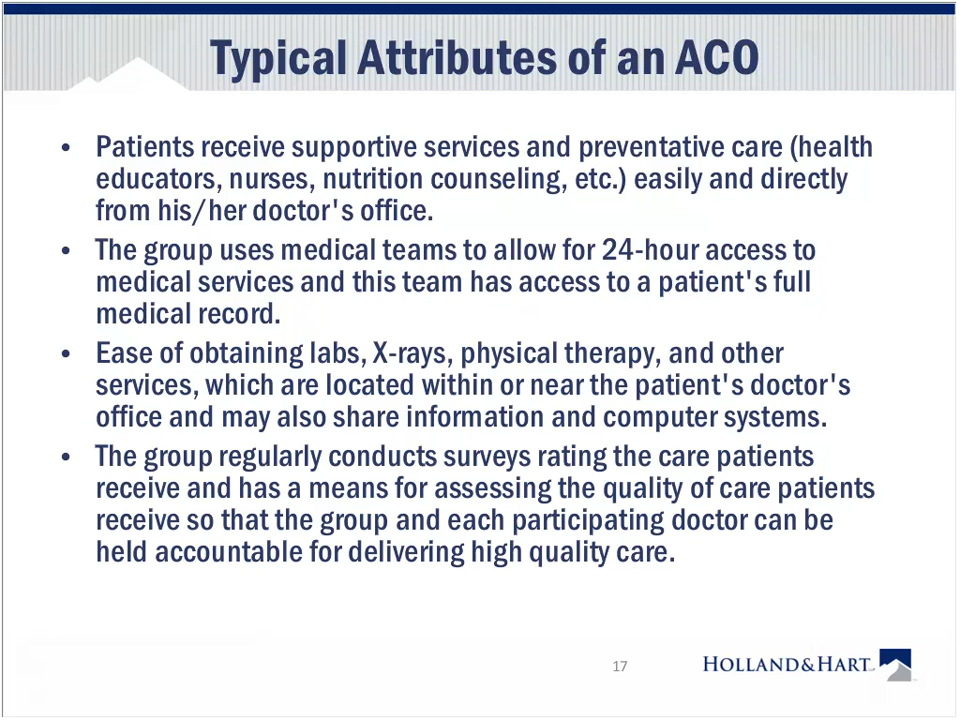 Typical Attributes of an ACO
• Patients receive supportive services and preventative care (health
educators, nurses, nutrition counseling, etc.) easily and directly
from his/her doctor's office.
• The group uses medical teams to allow for 24-hour access to
medical services and this team has access to a patient's full
medical record.
• Ease of obtaining labs, X-rays, physical therapy, and other
services, which are located within or near the patient's doctor's
office and may also share information and computer systems.
• The group regularly conducts surveys rating the care patients
receive and has a means for assessing the quality of care patients
receive so that the group and each participating doctor can be
held accountable for delivering high quality care.
17
HOLLAND&HART